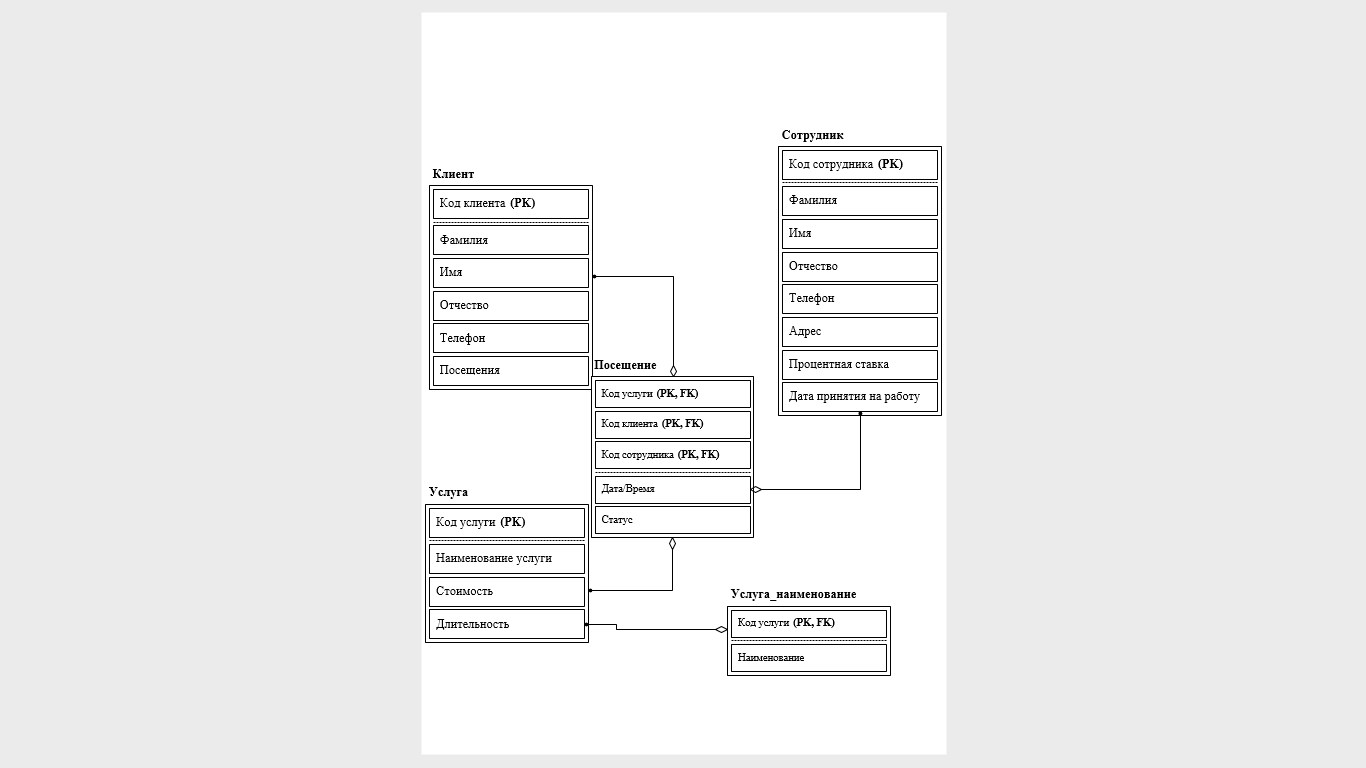 Клиент
Код клиента (PK)
Фамилия
Имя
Отчество
Телефон
Посещения
Сотрудник
Код сотрудника (PK)
Фамилия
Имя
Отчество
Телефон
Адрес
Процентная ставка
Дата принятия на работу
Посещение
Код услуги (PK, FK)
Код клиента (PK, FK)
Код сотрудника (PK, FK)
Дата/Время
Статус
Услуга
Код услуги (PK)
Наименование услуги
Стоимость
Длительность
Услуга_наименование
Код услуги (PK, FK)
Наименование